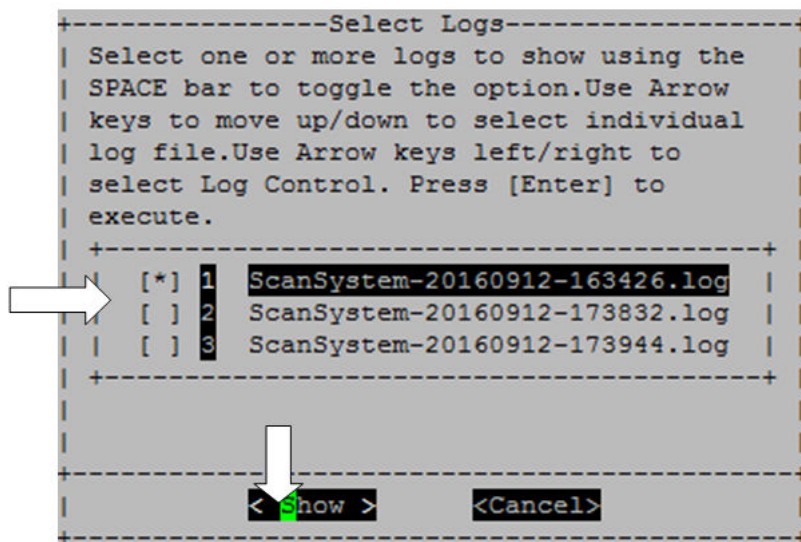 Select Logs
Select one or more logs to show using the
SPACE bar to toggle the option.Use Arrow
keys to move up/down to select individual
log file.Use Arrow keys left/right to
select Log Control. Press [Enter] to
execute.
[*] 1 ScanSystem-20160912-163426.log
[ ] 2 ScanSystem-20160912-173832.log
[ ] 3 ScanSystem-20160912-173944.log
< Show > <Cancel>